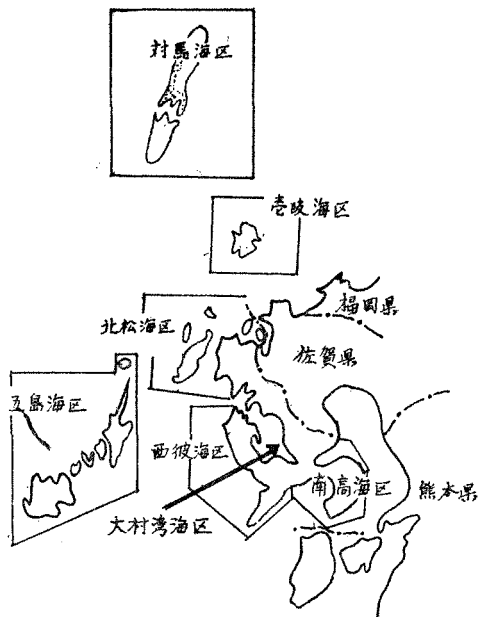 対馬海区
壱岐海区
福岡県
北松海区
佐賀県
五島海区
西彼海区
南高海区
熊本県
大村湾海区